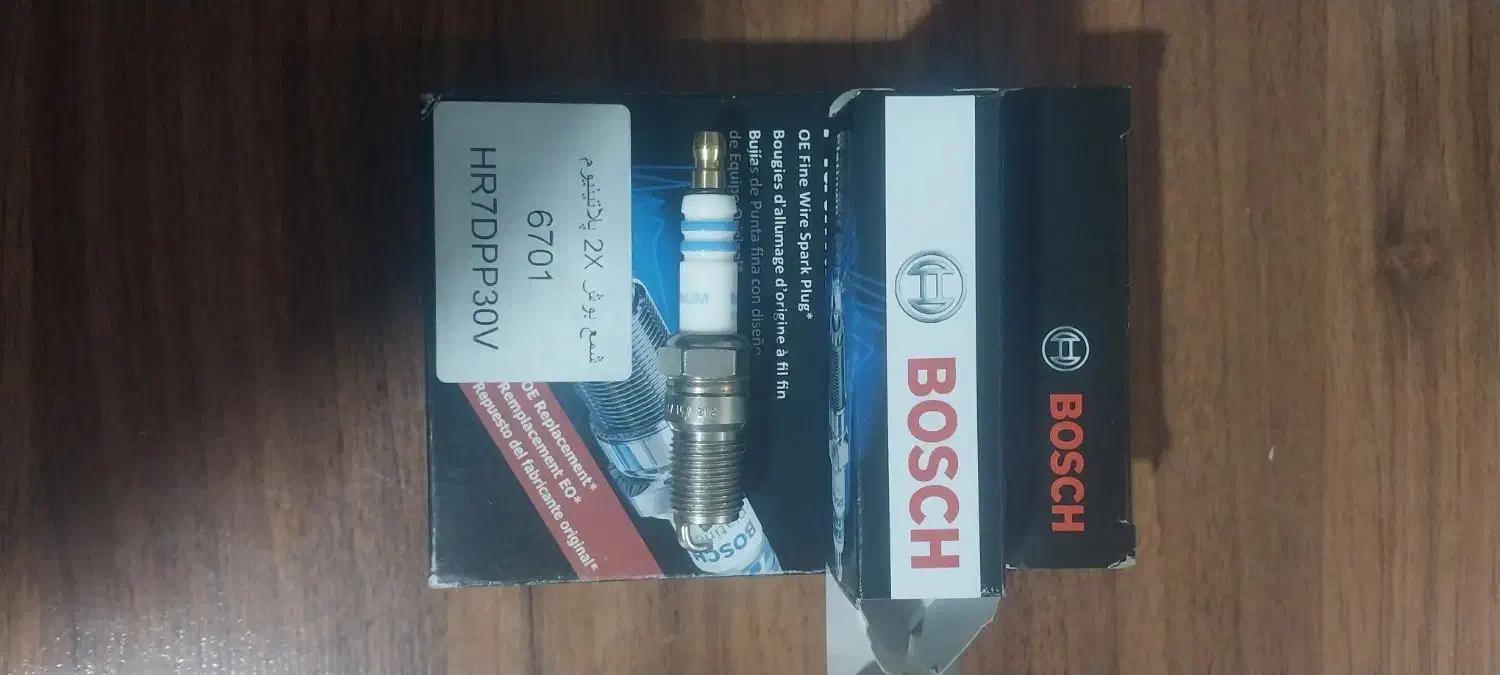 شمع بوش 2X پلاتینیوم
6701
HR7DPP30V
OE Fine Wire Spark Plug*
Bougies d'allumage d'origine à fil fin
Bujías de Punta fina con diseño
de Equipo Original*
OE Replacement*
Remplacement EO*
Repuesto del fabricante original*
BOSCH
BOSCH
BOSCH